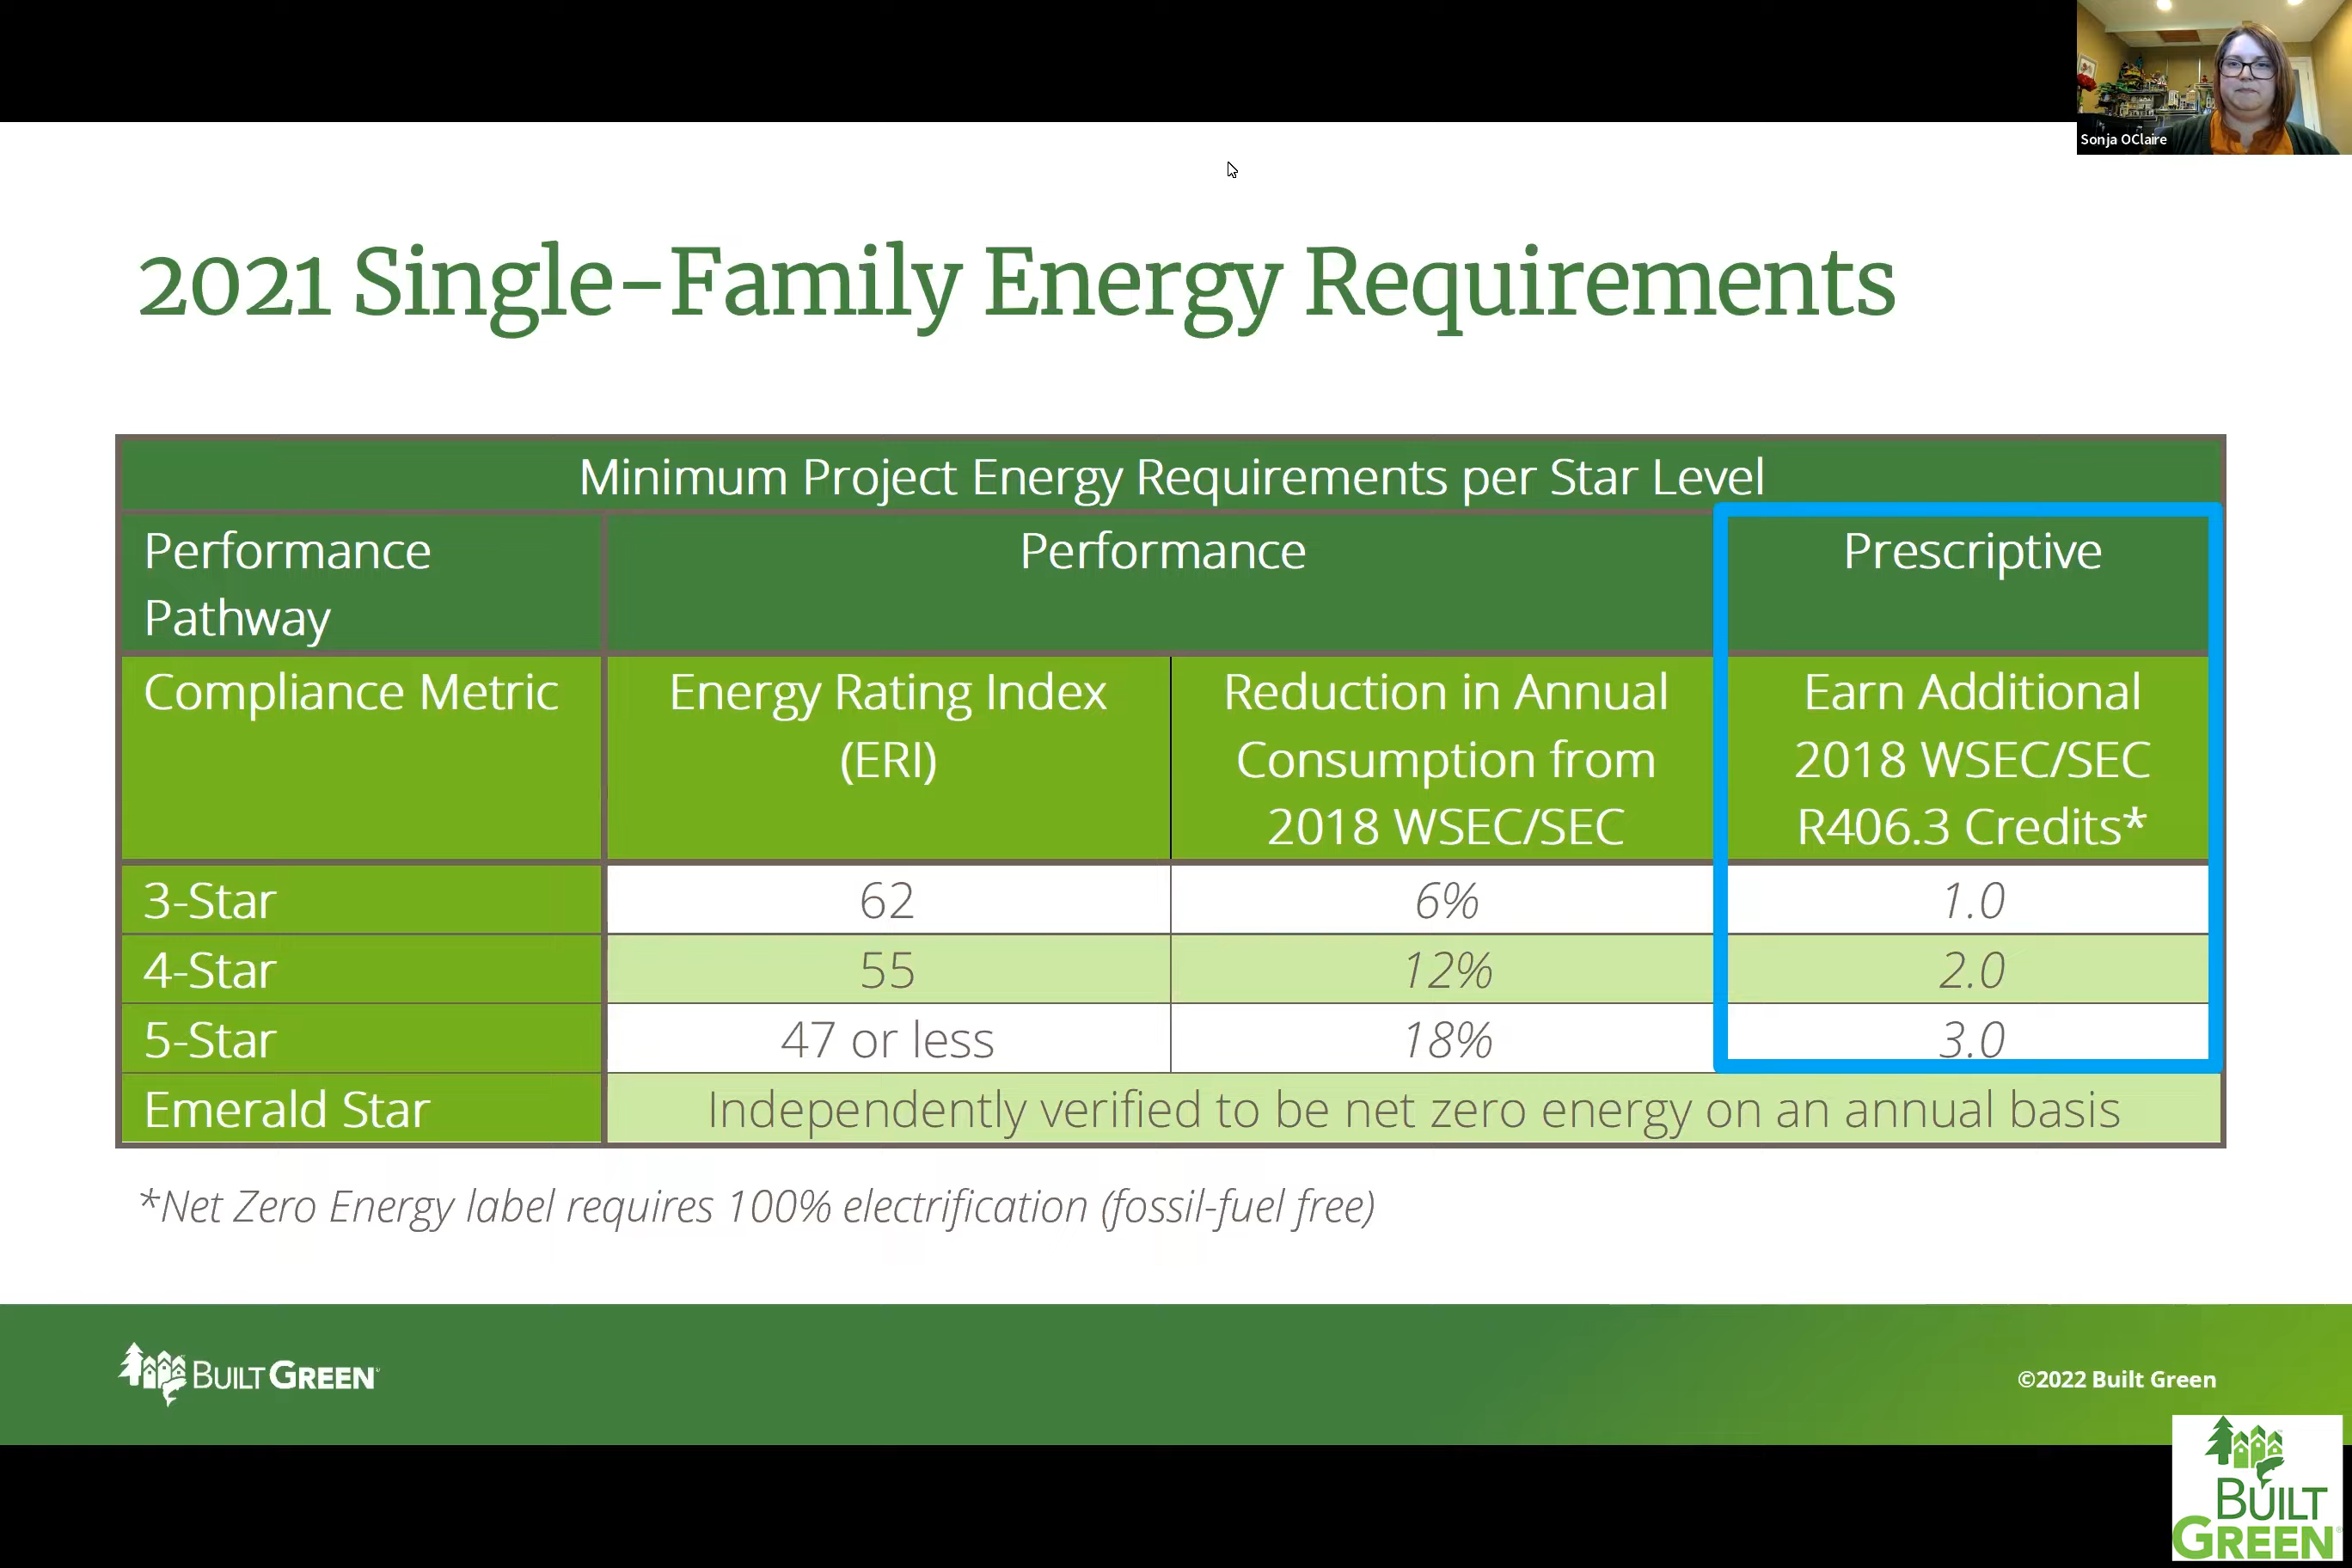 Sonja OClaire
2021 Single-Family Energy Requirements
Minimum Project Energy Requirements per Star Level
Performance
Pathway
Performance
Prescriptive
Compliance Metric
Energy Rating Index
(ERI)
Reduction in Annual
Consumption from
2018 WSEC/SEC
Earn Additional
2018 WSEC/SEC
R406.3 Credits*
3-Star
62
6%
1.0
4-Star
55
12%
2.0
5-Star
47 or less
18%
3.0
Emerald Star
Independently verified to be net zero energy on an annual basis
*Net Zero Energy label requires 100% electrification (fossil-fuel free)
BUILT GREEN
©2022 Built Green
BUILT
GREEN